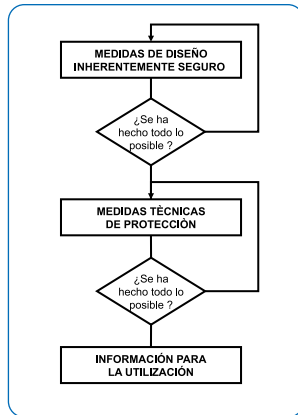 MEDIDAS DE DISEÑO
INHERENTEMENTE SEGURO
¿Se ha
hecho todo lo
posible ?
MEDIDAS TÈCNICAS
DE PROTECCIÒN
¿Se ha
hecho todo lo
posible ?
INFORMACIÓN PARA
LA UTILIZACIÓN